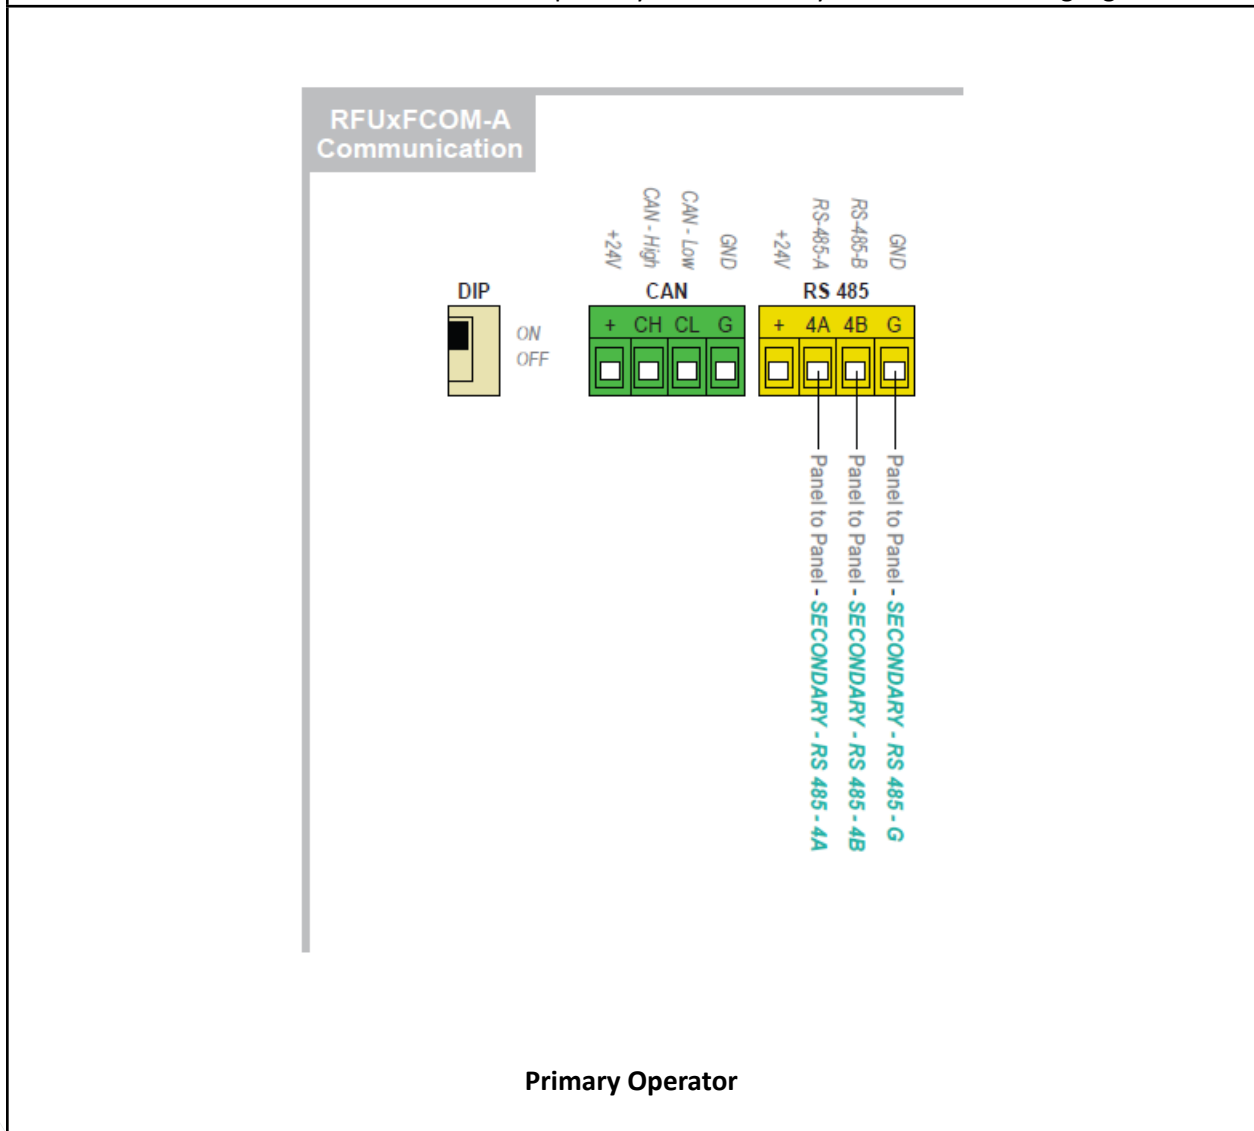 RFUxFCOM-A
Communication
+24V
CAN - High
CAN - Low
GND
+24V
RS-485-A
RS-485-B
GND
DIP
CAN
RS 485
ON
OFF
+ CH CL G
+ 4A 4B G
Panel to Panel - SECONDARY - RS 485 - 4A
Panel to Panel - SECONDARY - RS 485 - 4B
Panel to Panel - SECONDARY - RS 485 - G
Primary Operator